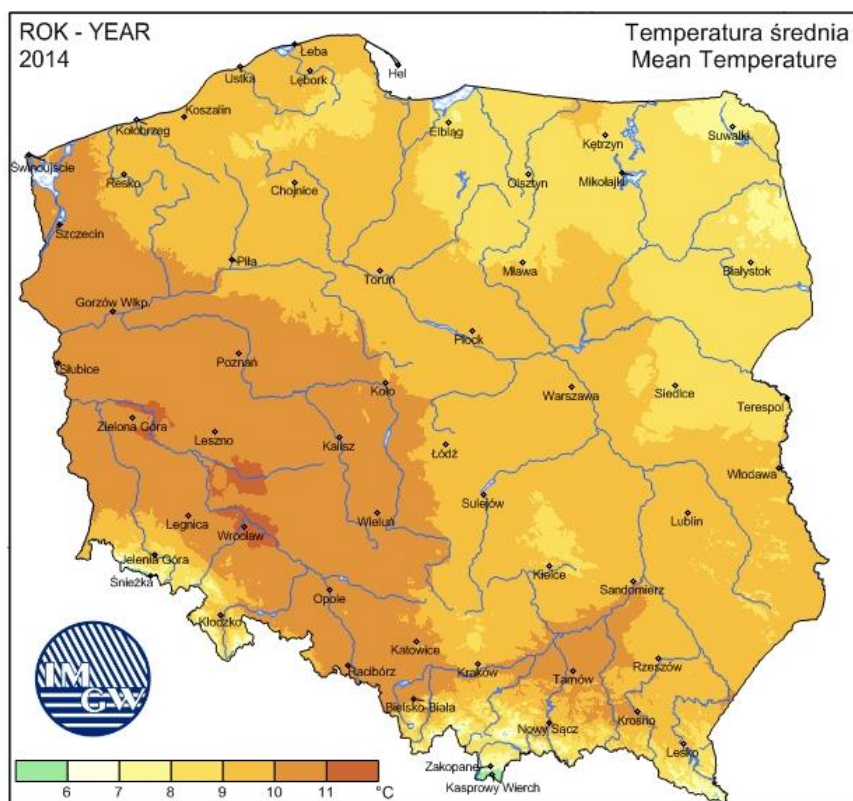 ROK - YEAR
2014
Temperatura średnia
Mean Temperature
Łeba
Ustka
Lębork
Hel
Koszalin
Kołobrzeg
Elbląg
Suwałki
Kętrzyn
Świnoujście
Resko
Chojnice
Olsztyn
Mikołajki
Szczecin
Piła
Toruń
Mława
Białystok
Gorzów Wlkp.
Płock
Słubice
Poznań
Koło
Warszawa
Siedlce
Terespol
Zielona Góra
Leszno
Kalisz
Łódź
Włodawa
Sulejów
Legnica
Wrocław
Wieluń
Lublin
Jelenia Góra
Śnieżka
Kielce
Opole
Sandomierz
Kłodzko
Katowice
Racibórz
Kraków
Tarnów
Rzeszów
Bielsko-Biała
Nowy Sącz
Krosno
Lesko
Zakopane
Kasprowy Wierch
IM
GW
6 7 8 9 10 11 °C